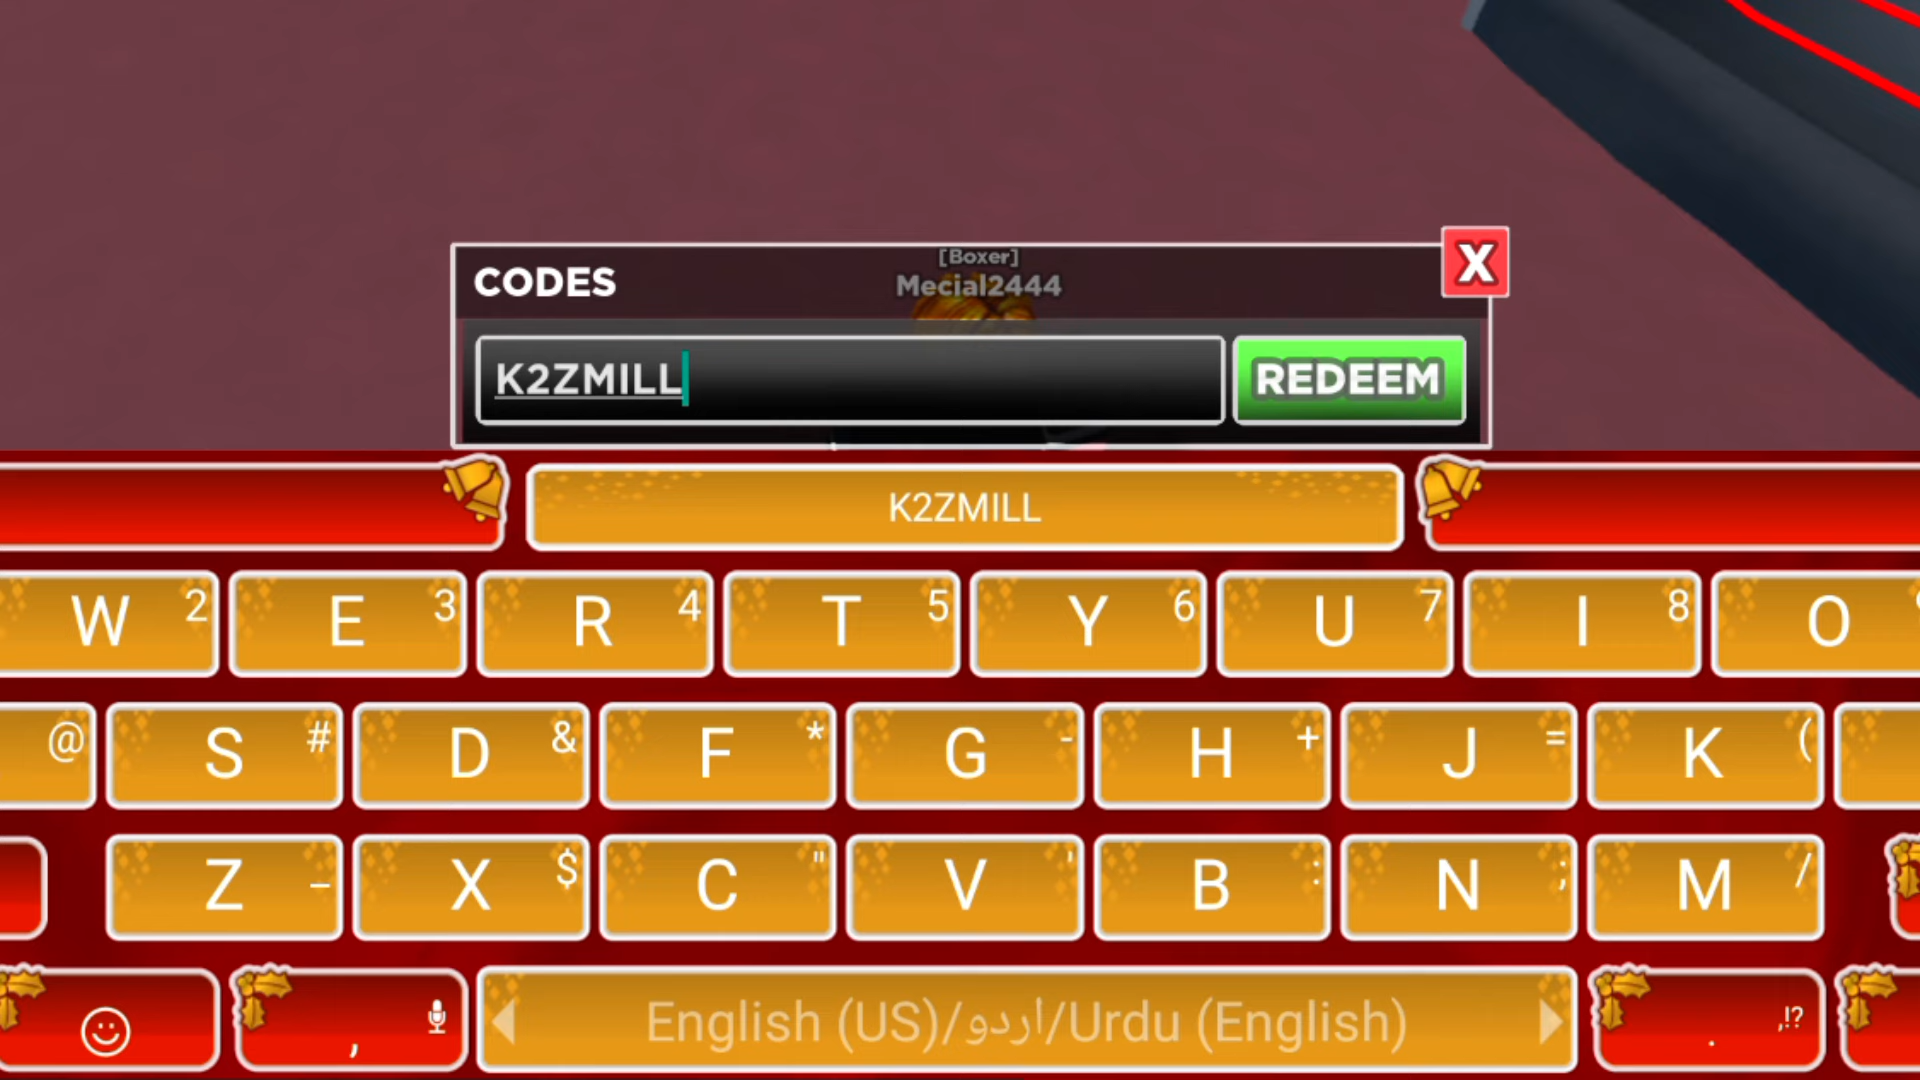 [Boxer]
CODES Mecial2444 X
K2ZMILL REDEEM
K2ZMILL
W 2 E 3 R 4 T 5 Y 6 U 7 I 8 O
@ S # D & F * G - H + J = K (
Z _ X $ C " V ' B : N ; M /
, English (US)/اردو/Urdu (English) . ,!?